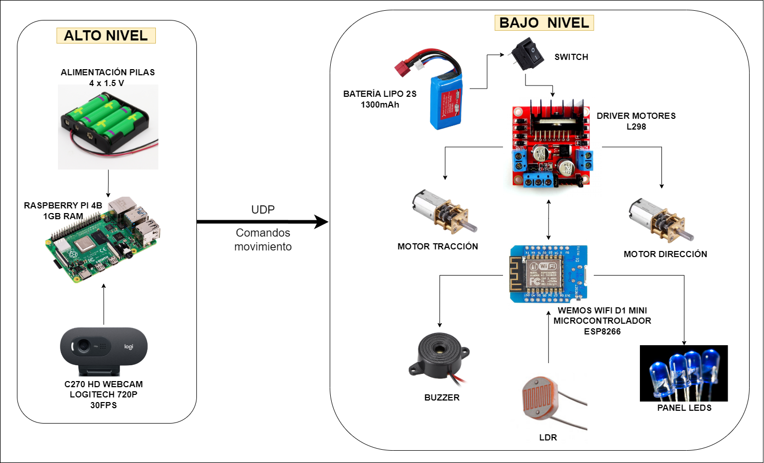 ALTO NIVEL
ALIMENTACIÓN PILAS
4 x 1.5 V
RASPBERRY PI 4B
1GB RAM
logi
C270 HD WEBCAM
LOGITECH 720P
30FPS
UDP
Comandos
movimiento
BAJO NIVEL
SWITCH
BATERÍA LIPO 2S
1300mAh
DRIVER MOTORES
L298
MOTOR TRACCIÓN
MOTOR DIRECCIÓN
WEMOS WIFI D1 MINI
MICROCONTROLADOR
ESP8266
BUZZER
LDR
PANEL LEDS